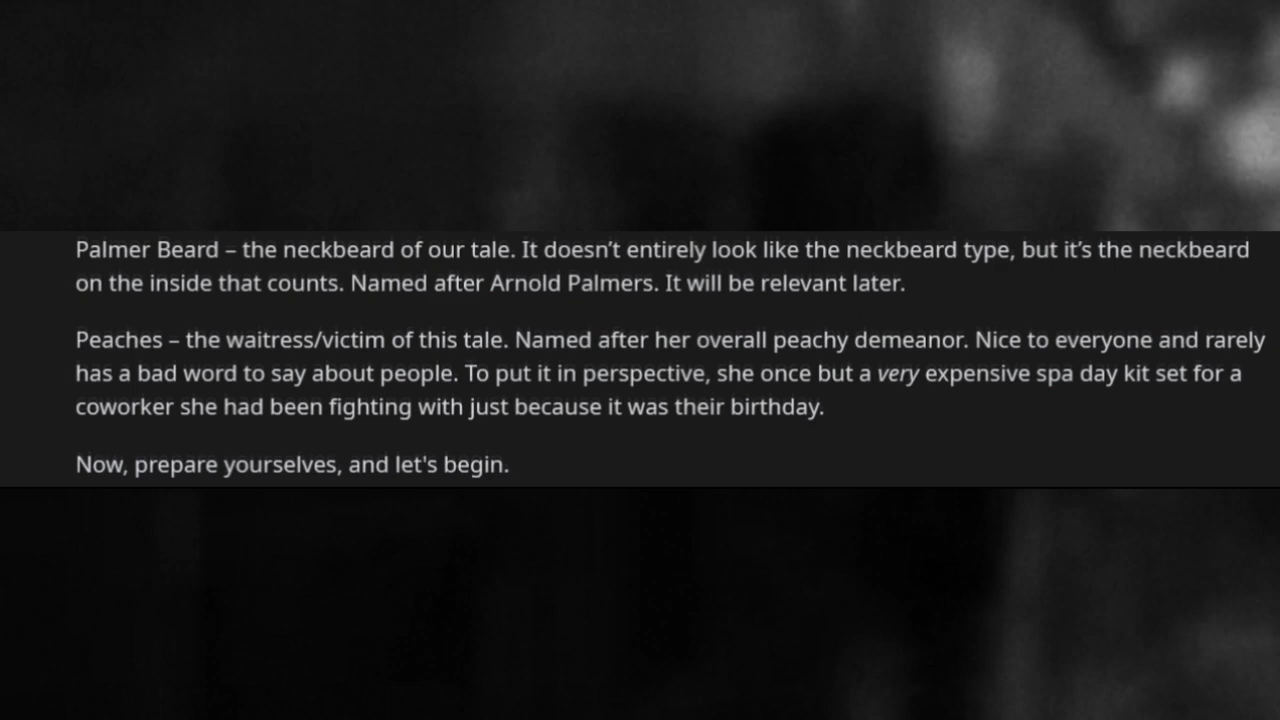 Palmer Beard – the neckbeard of our tale. It doesn’t entirely look like the neckbeard type, but it’s the neckbeard
on the inside that counts. Named after Arnold Palmers. It will be relevant later.
Peaches – the waitress/victim of this tale. Named after her overall peachy demeanor. Nice to everyone and rarely
has a bad word to say about people. To put it in perspective, she once but a very expensive spa day kit set for a
coworker she had been fighting with just because it was their birthday.
Now, prepare yourselves, and let's begin.